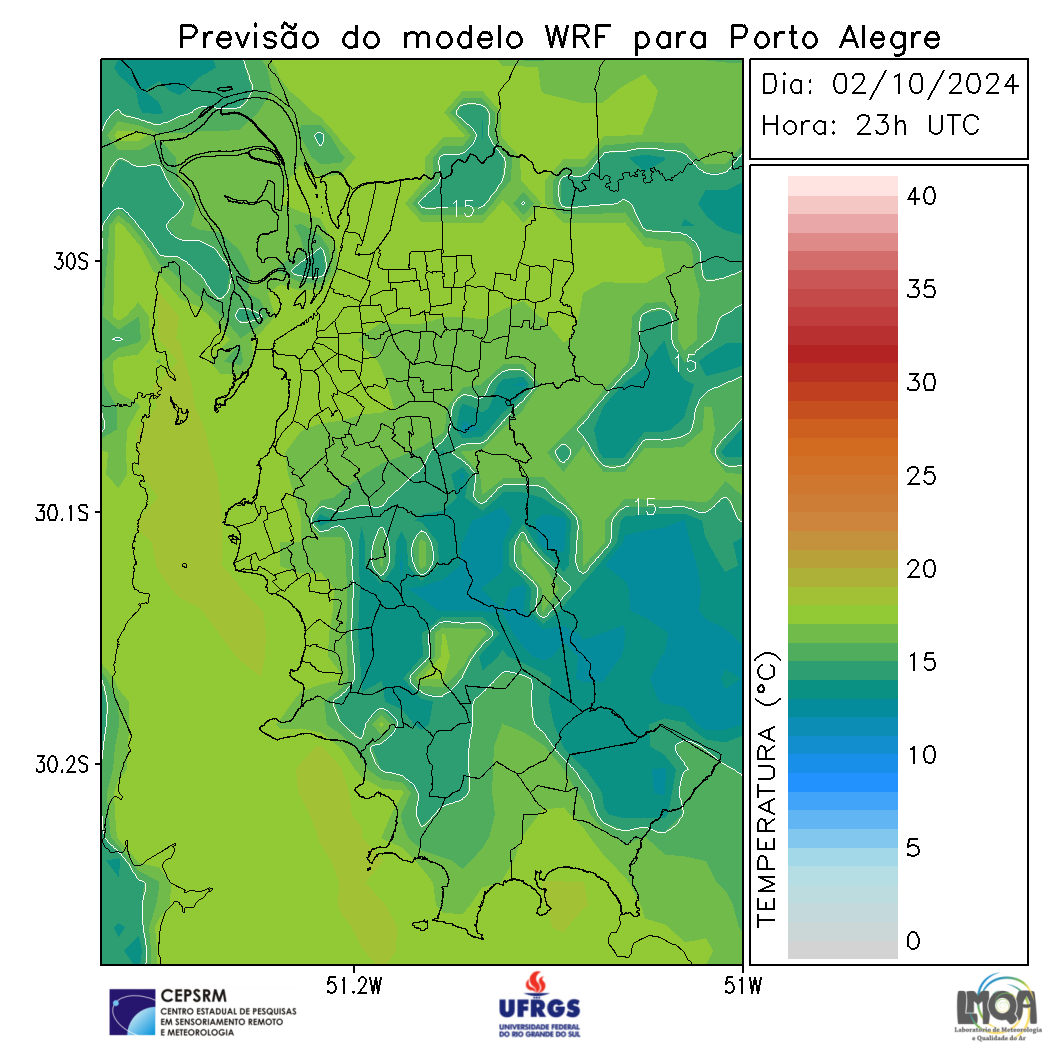 Previsão do modelo WRF para Porto Alegre
Dia: 02/10/2024
Hora: 23h UTC
40
35
30
25
20
15
10
5
0
TEMPERATURA (°C)
30S
30.1S
30.2S
51.2W
51W
15
15
15
CEPSRM
CENTRO ESTADUAL DE PESQUISAS
EM SENSORIAMENTO REMOTO
E METEOROLOGIA
UFRGS
UNIVERSIDADE FEDERAL
DO RIO GRANDE DO SUL
LMQA
Laboratório de Meteorologia
e Qualidade do Ar